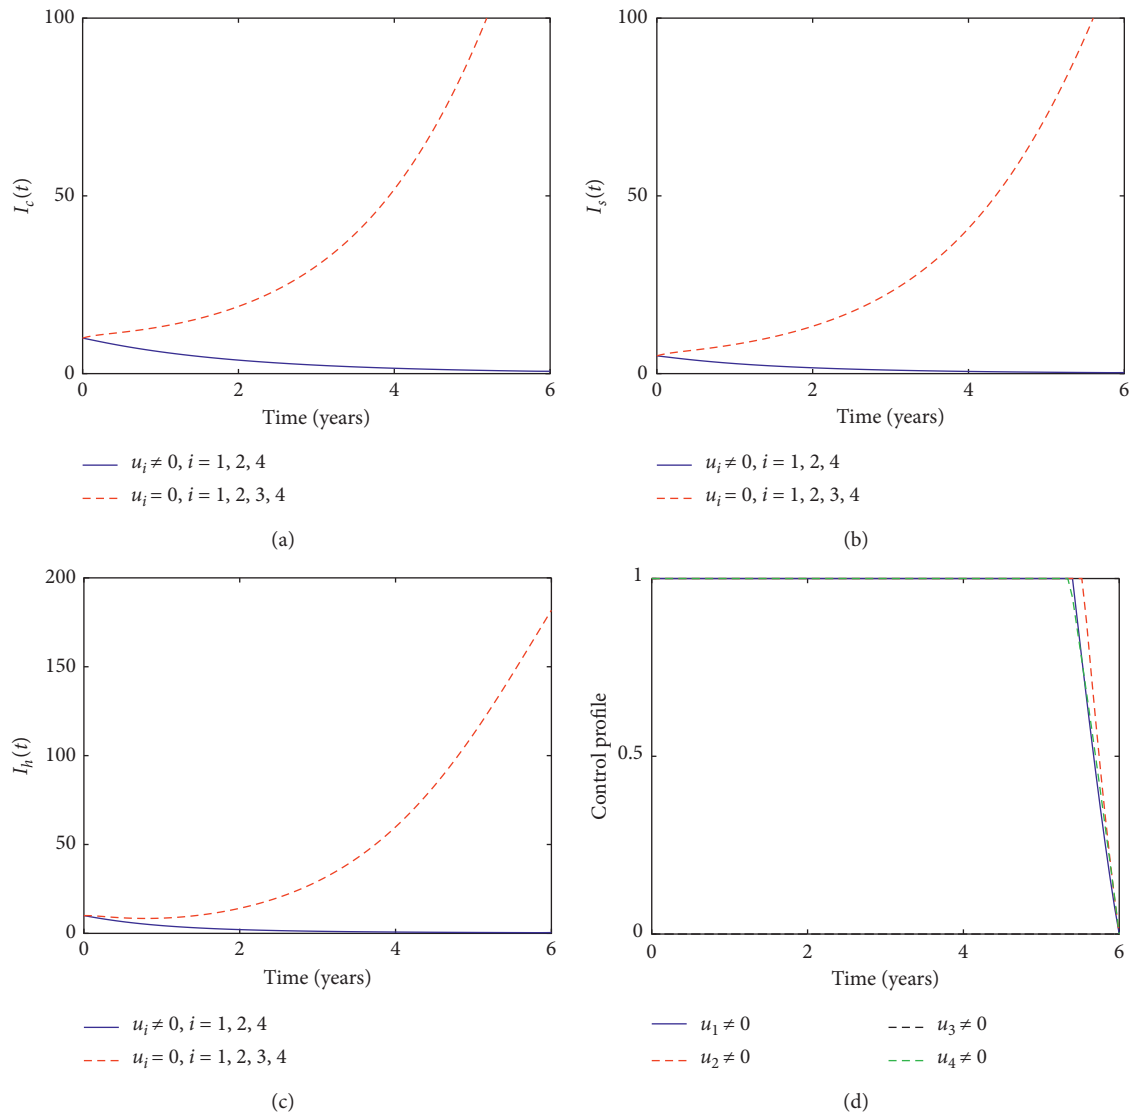 100
50
0
I_c(t)
0 2 4 6
Time (years)
u_i ≠ 0, i = 1, 2, 4
u_i = 0, i = 1, 2, 3, 4
(a)
100
50
0
I_s(t)
0 2 4 6
Time (years)
u_i ≠ 0, i = 1, 2, 4
u_i = 0, i = 1, 2, 3, 4
(b)
200
150
100
50
0
I_h(t)
0 2 4 6
Time (years)
u_i ≠ 0, i = 1, 2, 4
u_i = 0, i = 1, 2, 3, 4
(c)
1
0.5
0
Control profile
0 2 4 6
Time (years)
u_1 ≠ 0 u_3 ≠ 0
u_2 ≠ 0 u_4 ≠ 0
(d)